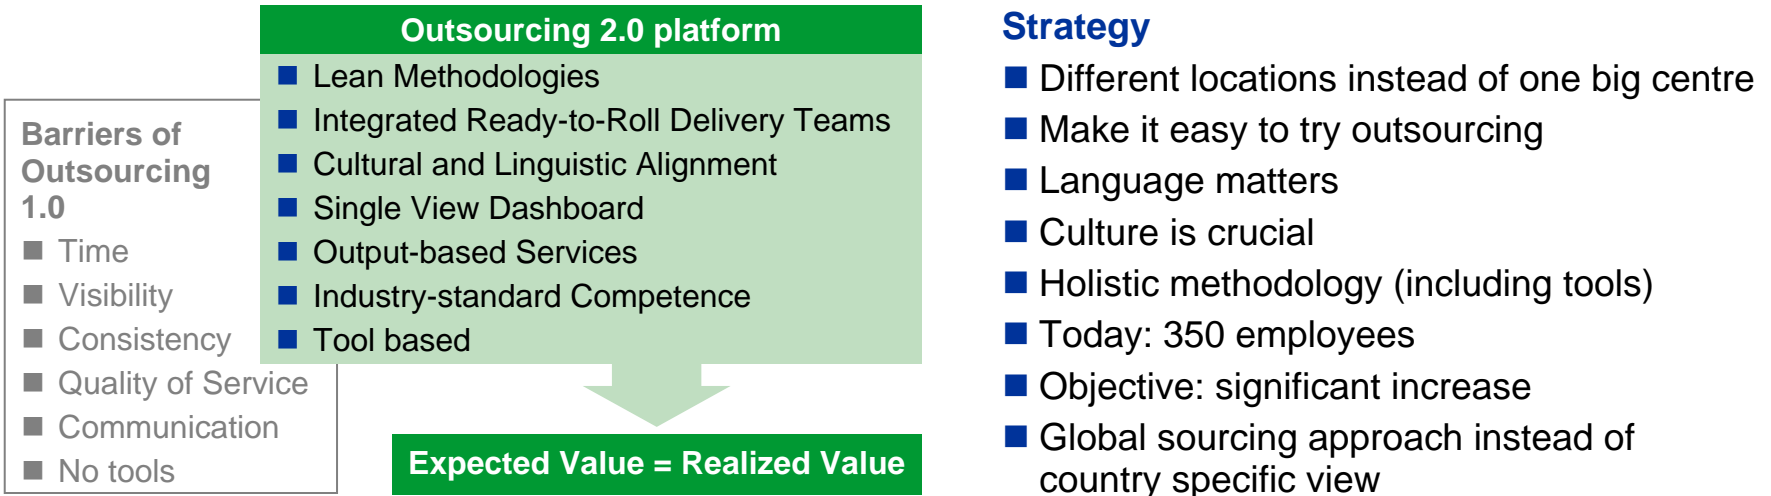 Barriers of
Outsourcing
1.0
Time
Visibility
Consistency
Quality of Service
Communication
No tools
Outsourcing 2.0 platform
Lean Methodologies
Integrated Ready-to-Roll Delivery Teams
Cultural and Linguistic Alignment
Single View Dashboard
Output-based Services
Industry-standard Competence
Tool based
Expected Value = Realized Value
Strategy
Different locations instead of one big centre
Make it easy to try outsourcing
Language matters
Culture is crucial
Holistic methodology (including tools)
Today: 350 employees
Objective: significant increase
Global sourcing approach instead of
country specific view